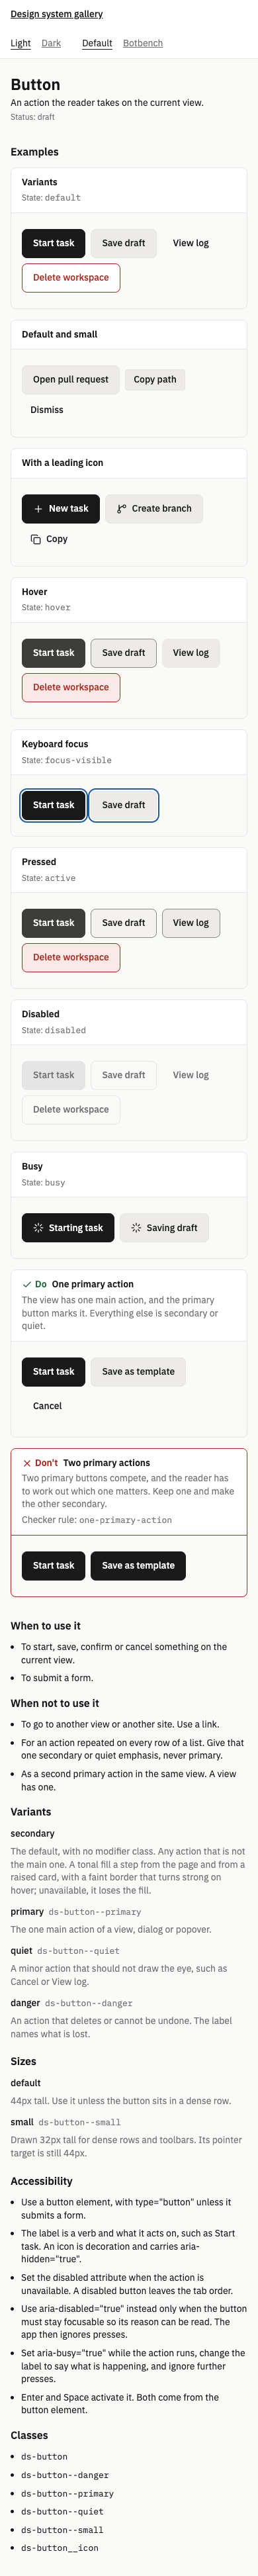 Design system gallery
Light Dark Default Botbench
Button
An action the reader takes on the current view.
Status: draft
Examples
Variants
State: default
Start task Save draft View log
Delete workspace
Default and small
Open pull request Copy path
Dismiss
With a leading icon
New task Create branch
Copy
Hover
State: hover
Start task Save draft View log
Delete workspace
Keyboard focus
State: focus-visible
Start task Save draft
Pressed
State: active
Start task Save draft View log
Delete workspace
Disabled
State: disabled
Start task Save draft View log
Delete workspace
Busy
State: busy
Starting task Saving draft
Do One primary action
The view has one main action, and the primary
button marks it. Everything else is secondary or
quiet.
Start task Save as template
Cancel
Don't Two primary actions
Two primary buttons compete, and the reader has
to work out which one matters. Keep one and make
the other secondary.
Checker rule: one-primary-action
Start task Save as template
When to use it
• To start, save, confirm or cancel something on the
current view.
• To submit a form.
When not to use it
• To go to another view or another site. Use a link.
• For an action repeated on every row of a list. Give that
one secondary or quiet emphasis, never primary.
• As a second primary action in the same view. A view
has one.
Variants
secondary
The default, with no modifier class. Any action that is not
the main one. A tonal fill a step from the page and from a
raised card, with a faint border that turns strong on
hover; unavailable, it loses the fill.
primary ds-button--primary
The one main action of a view, dialog or popover.
quiet ds-button--quiet
A minor action that should not draw the eye, such as
Cancel or View log.
danger ds-button--danger
An action that deletes or cannot be undone. The label
names what is lost.
Sizes
default
44px tall. Use it unless the button sits in a dense row.
small ds-button--small
Drawn 32px tall for dense rows and toolbars. Its pointer
target is still 44px.
Accessibility
• Use a button element, with type="button" unless it
submits a form.
• The label is a verb and what it acts on, such as Start
task. An icon is decoration and carries aria-
hidden="true".
• Set the disabled attribute when the action is
unavailable. A disabled button leaves the tab order.
• Use aria-disabled="true" instead only when the button
must stay focusable so its reason can be read. The
app then ignores presses.
• Set aria-busy="true" while the action runs, change the
label to say what is happening, and ignore further
presses.
• Enter and Space activate it. Both come from the
button element.
Classes
• ds-button
• ds-button--danger
• ds-button--primary
• ds-button--quiet
• ds-button--small
• ds-button__icon